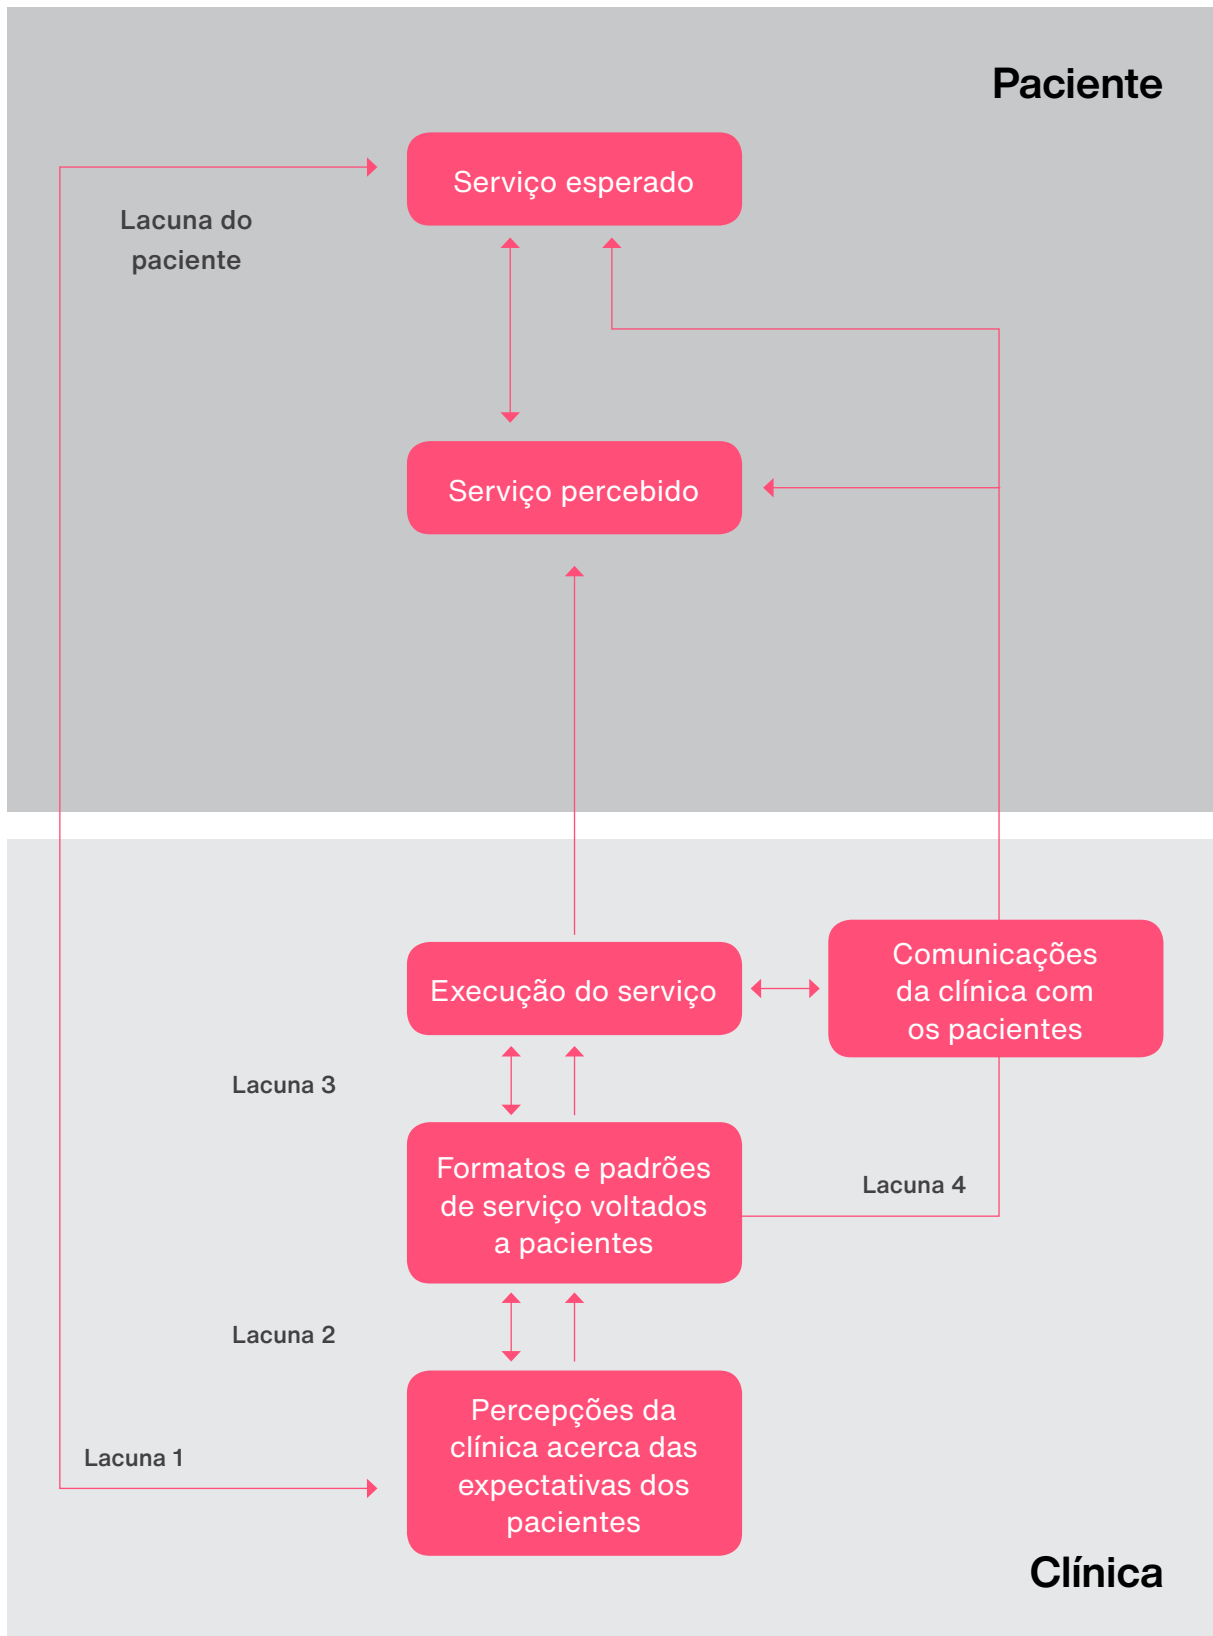 Paciente
Serviço esperado
Lacuna do
paciente
Serviço percebido
Execução do serviço
Comunicações
da clínica com
os pacientes
Lacuna 3
Formatos e padrões
de serviço voltados
a pacientes
Lacuna 4
Lacuna 2
Percepções da
clínica acerca das
expectativas dos
pacientes
Lacuna 1
Clínica